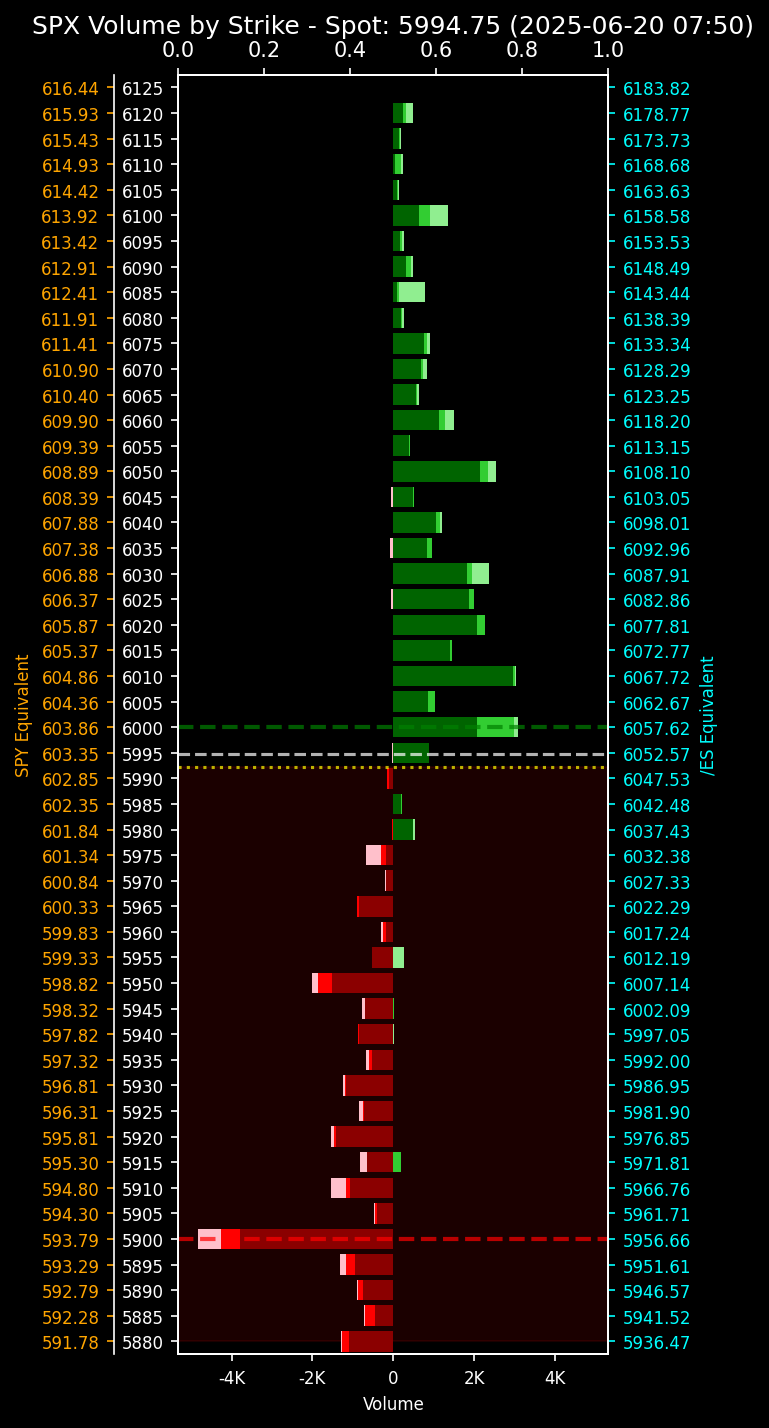 SPX Volume by Strike - Spot: 5994.75 (2025-06-20 07:50)
0.0 0.2 0.4 0.6 0.8 1.0
616.44 6125 6183.82
615.93 6120 6178.77
615.43 6115 6173.73
614.93 6110 6168.68
614.42 6105 6163.63
613.92 6100 6158.58
613.42 6095 6153.53
612.91 6090 6148.49
612.41 6085 6143.44
611.91 6080 6138.39
611.41 6075 6133.34
610.90 6070 6128.29
610.40 6065 6123.25
609.90 6060 6118.20
609.39 6055 6113.15
608.89 6050 6108.10
608.39 6045 6103.05
607.88 6040 6098.01
607.38 6035 6092.96
606.88 6030 6087.91
606.37 6025 6082.86
605.87 6020 6077.81
605.37 6015 6072.77
604.86 6010 6067.72
604.36 6005 6062.67
603.86 6000 6057.62
603.35 5995 6052.57
602.85 5990 6047.53
602.35 5985 6042.48
601.84 5980 6037.43
601.34 5975 6032.38
600.84 5970 6027.33
600.33 5965 6022.29
599.83 5960 6017.24
599.33 5955 6012.19
598.82 5950 6007.14
598.32 5945 6002.09
597.82 5940 5997.05
597.32 5935 5992.00
596.81 5930 5986.95
596.31 5925 5981.90
595.81 5920 5976.85
595.30 5915 5971.81
594.80 5910 5966.76
594.30 5905 5961.71
593.79 5900 5956.66
593.29 5895 5951.61
592.79 5890 5946.57
592.28 5885 5941.52
591.78 5880 5936.47
SPY Equivalent
/ES Equivalent
-4K -2K 0 2K 4K
Volume